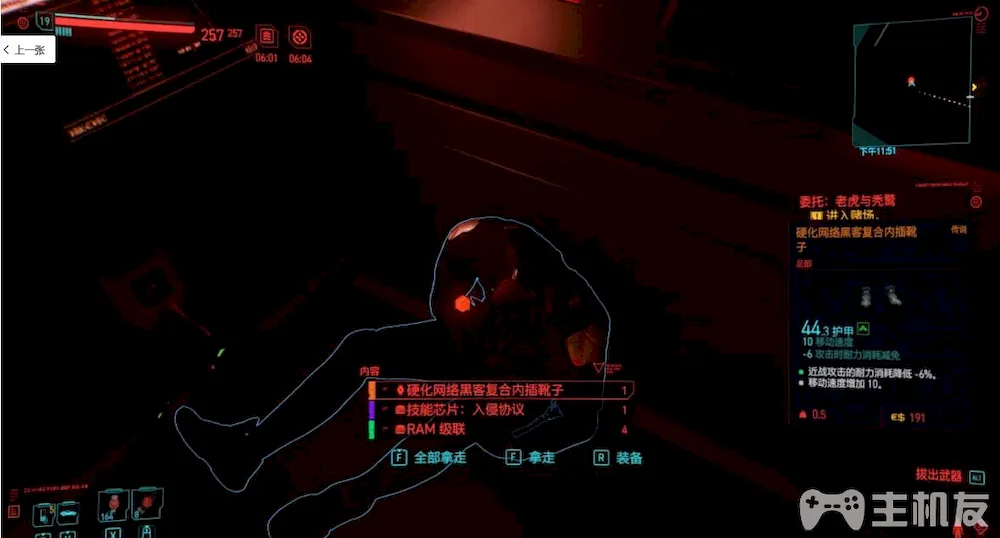 19
257 257
06:01 06:04
上一张
下午11:51
委托：老虎与秃鹫
进入赌场。
硬化网络黑客复合内插靴子
传说
足部
44.3 护甲
10 移动速度
-6 攻击时耐力消耗减免
近战攻击的耐力消耗降低 -6%。
移动速度增加 10。
0.5
€$ 191
内容
硬化网络黑客复合内插靴子 1
技能芯片：入侵协议 1
RAM 级联 4
F 全部拿走 F 拿走 R 装备
拔出武器 ALT
5
164 8
X
主机友